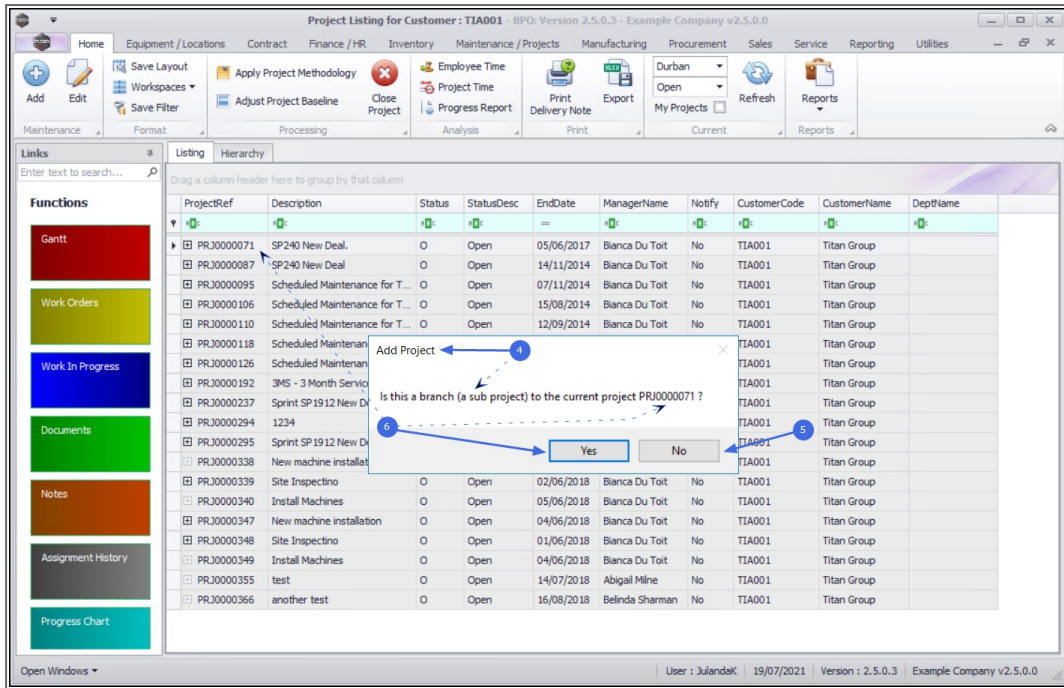 Project Listing for Customer : TIA001 - BPO: Version 2.5.0.3 - Example Company v2.5.0.0
Home Equipment / Locations Contract Finance / HR Inventory Maintenance / Projects Manufacturing Procurement Sales Service Reporting Utilities
Add Edit
Save Layout
Workspaces
Save Filter
Apply Project Methodology
Adjust Project Baseline
Close Project
Employee Time
Project Time
Progress Report
Print Delivery Note
Export
Durban
Open
My Projects
Refresh
Reports
Maintenance Format Processing Analysis Print Current Reports
Links
Enter text to search...
Functions
Gantt
Work Orders
Work In Progress
Documents
Notes
Assignment History
Progress Chart
Listing Hierarchy
Drag a column header here to group by that column
ProjectRef Description Status StatusDesc EndDate ManagerName Notify CustomerCode CustomerName DeptName
PRJ0000071 SP240 New Deal. O Open 05/06/2017 Bianca Du Toit No TIA001 Titan Group
PRJ0000087 SP240 New Deal O Open 14/11/2014 Bianca Du Toit No TIA001 Titan Group
PRJ0000095 Scheduled Maintenance for T... O Open 07/11/2014 Bianca Du Toit No TIA001 Titan Group
PRJ0000106 Scheduled Maintenance for T... O Open 15/08/2014 Bianca Du Toit No TIA001 Titan Group
PRJ0000110 Scheduled Maintenance for T... O Open 12/09/2014 Bianca Du Toit No TIA001 Titan Group
PRJ0000118 Scheduled Maintenan TIA001 Titan Group
PRJ0000126 Scheduled Maintenan TIA001 Titan Group
PRJ0000192 3MS - 3 Month Servic TIA001 Titan Group
PRJ0000237 Sprint SP1912 New D TIA001 Titan Group
PRJ0000294 1234 TIA001 Titan Group
PRJ0000295 Sprint SP1912 New D TIA001 Titan Group
PRJ0000338 New machine installat TIA001 Titan Group
PRJ0000339 Site Inspectino O Open 02/06/2018 Bianca Du Toit No TIA001 Titan Group
PRJ0000340 Install Machines O Open 05/06/2018 Bianca Du Toit No TIA001 Titan Group
PRJ0000347 New machine installation O Open 04/06/2018 Bianca Du Toit No TIA001 Titan Group
PRJ0000348 Site Inspectino O Open 01/06/2018 Bianca Du Toit No TIA001 Titan Group
PRJ0000349 Install Machines O Open 04/06/2018 Bianca Du Toit No TIA001 Titan Group
PRJ0000355 test O Open 14/07/2018 Abigail Milne No TIA001 Titan Group
PRJ0000366 another test O Open 16/08/2018 Belinda Sharman No TIA001 Titan Group
Add Project
4
Is this a branch (a sub project) to the current project PRJ0000071 ?
6
5
Yes No
Open Windows User : JulandaK 19/07/2021 Version : 2.5.0.3 Example Company v2.5.0.0